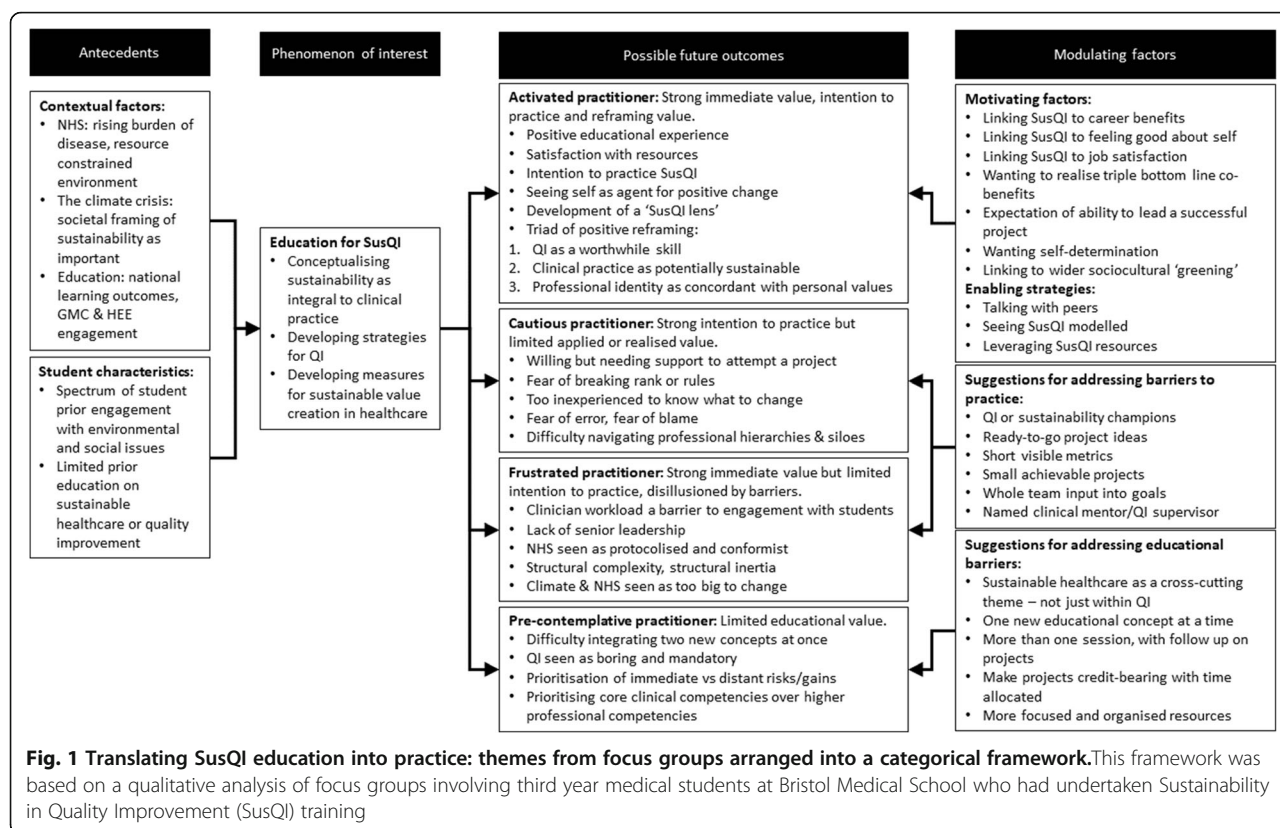 Antecedents
Contextual factors:
• NHS: rising burden of
disease, resource
constrained
environment
• The climate crisis:
societal framing of
sustainability as
important
• Education: national
learning outcomes,
GMC & HEE
engagement
Student characteristics:
• Spectrum of student
prior engagement
with environmental
and social issues
• Limited prior
education on
sustainable
healthcare or quality
improvement
Phenomenon of interest
Education for SusQI
• Conceptualising
sustainability as
integral to clinical
practice
• Developing strategies
for QI
• Developing measures
for sustainable value
creation in healthcare
Possible future outcomes
Activated practitioner: Strong immediate value, intention to
practice and reframing value.
• Positive educational experience
• Satisfaction with resources
• Intention to practice SusQI
• Seeing self as agent for positive change
• Development of a ‘SusQI lens’
• Triad of positive reframing:
1. QI as a worthwhile skill
2. Clinical practice as potentially sustainable
3. Professional identity as concordant with personal values
Cautious practitioner: Strong intention to practice but
limited applied or realised value.
• Willing but needing support to attempt a project
• Fear of breaking rank or rules
• Too inexperienced to know what to change
• Fear of error, fear of blame
• Difficulty navigating professional hierarchies & siloes
Frustrated practitioner: Strong immediate value but limited
intention to practice, disillusioned by barriers.
• Clinician workload a barrier to engagement with students
• Lack of senior leadership
• NHS seen as protocolised and conformist
• Structural complexity, structural inertia
• Climate & NHS seen as too big to change
Pre-contemplative practitioner: Limited educational value.
• Difficulty integrating two new concepts at once
• QI seen as boring and mandatory
• Prioritisation of immediate vs distant risks/gains
• Prioritising core clinical competencies over higher
professional competencies
Modulating factors
Motivating factors:
• Linking SusQI to career benefits
• Linking SusQI to feeling good about self
• Linking SusQI to job satisfaction
• Wanting to realise triple bottom line co-
benefits
• Expectation of ability to lead a successful
project
• Wanting self-determination
• Linking to wider sociocultural ‘greening’
Enabling strategies:
• Talking with peers
• Seeing SusQI modelled
• Leveraging SusQI resources
Suggestions for addressing barriers to
practice:
• QI or sustainability champions
• Ready-to-go project ideas
• Short visible metrics
• Small achievable projects
• Whole team input into goals
• Named clinical mentor/QI supervisor
Suggestions for addressing educational
barriers:
• Sustainable healthcare as a cross-cutting
theme – not just within QI
• One new educational concept at a time
• More than one session, with follow up on
projects
• Make projects credit-bearing with time
allocated
• More focused and organised resources
Fig. 1 Translating SusQI education into practice: themes from focus groups arranged into a categorical framework.This framework was
based on a qualitative analysis of focus groups involving third year medical students at Bristol Medical School who had undertaken Sustainability
in Quality Improvement (SusQI) training